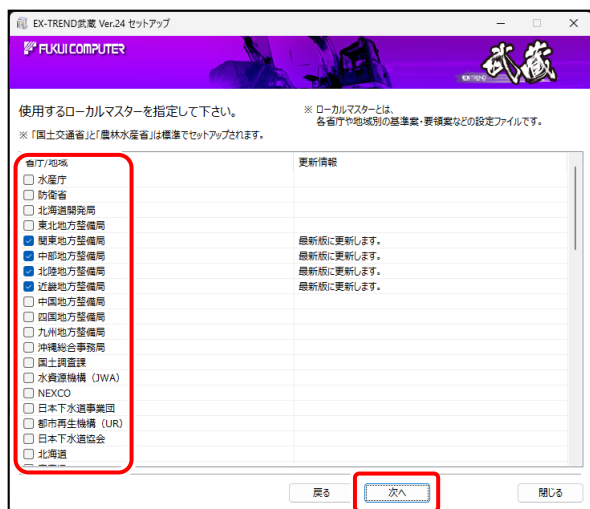 EX-TREND武蔵 Ver.24 セットアップ
FUKUI COMPUTER
EX-TREND 武蔵
使用するローカルマスターを指定して下さい。
※ ローカルマスターとは、
各省庁や地域別の基準案・要領案などの設定ファイルです。
※「国土交通省」と「農林水産省」は標準でセットアップされます。
省庁/地域 更新情報
水産庁
防衛省
北海道開発局
東北地方整備局
関東地方整備局 最新版に更新します。
中部地方整備局 最新版に更新します。
北陸地方整備局 最新版に更新します。
近畿地方整備局 最新版に更新します。
中国地方整備局
四国地方整備局
九州地方整備局
沖縄総合事務局
国土調査課
水資源機構（JWA）
NEXCO
日本下水道事業団
都市再生機構（UR）
日本下水道協会
北海道
戻る 次へ 閉じる